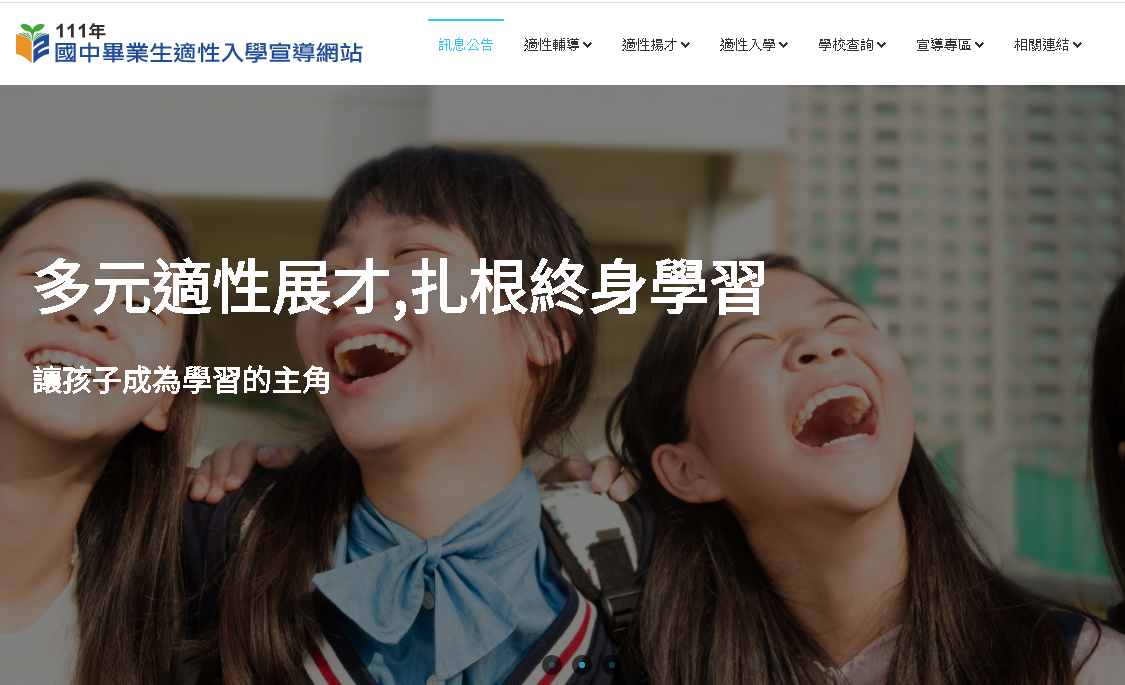 111年
國中畢業生適性入學宣導網站
訊息公告 適性輔導 適性揚才 適性入學 學校查詢 宣導專區 相關連結
多元適性展才,扎根終身學習
讓孩子成為學習的主角